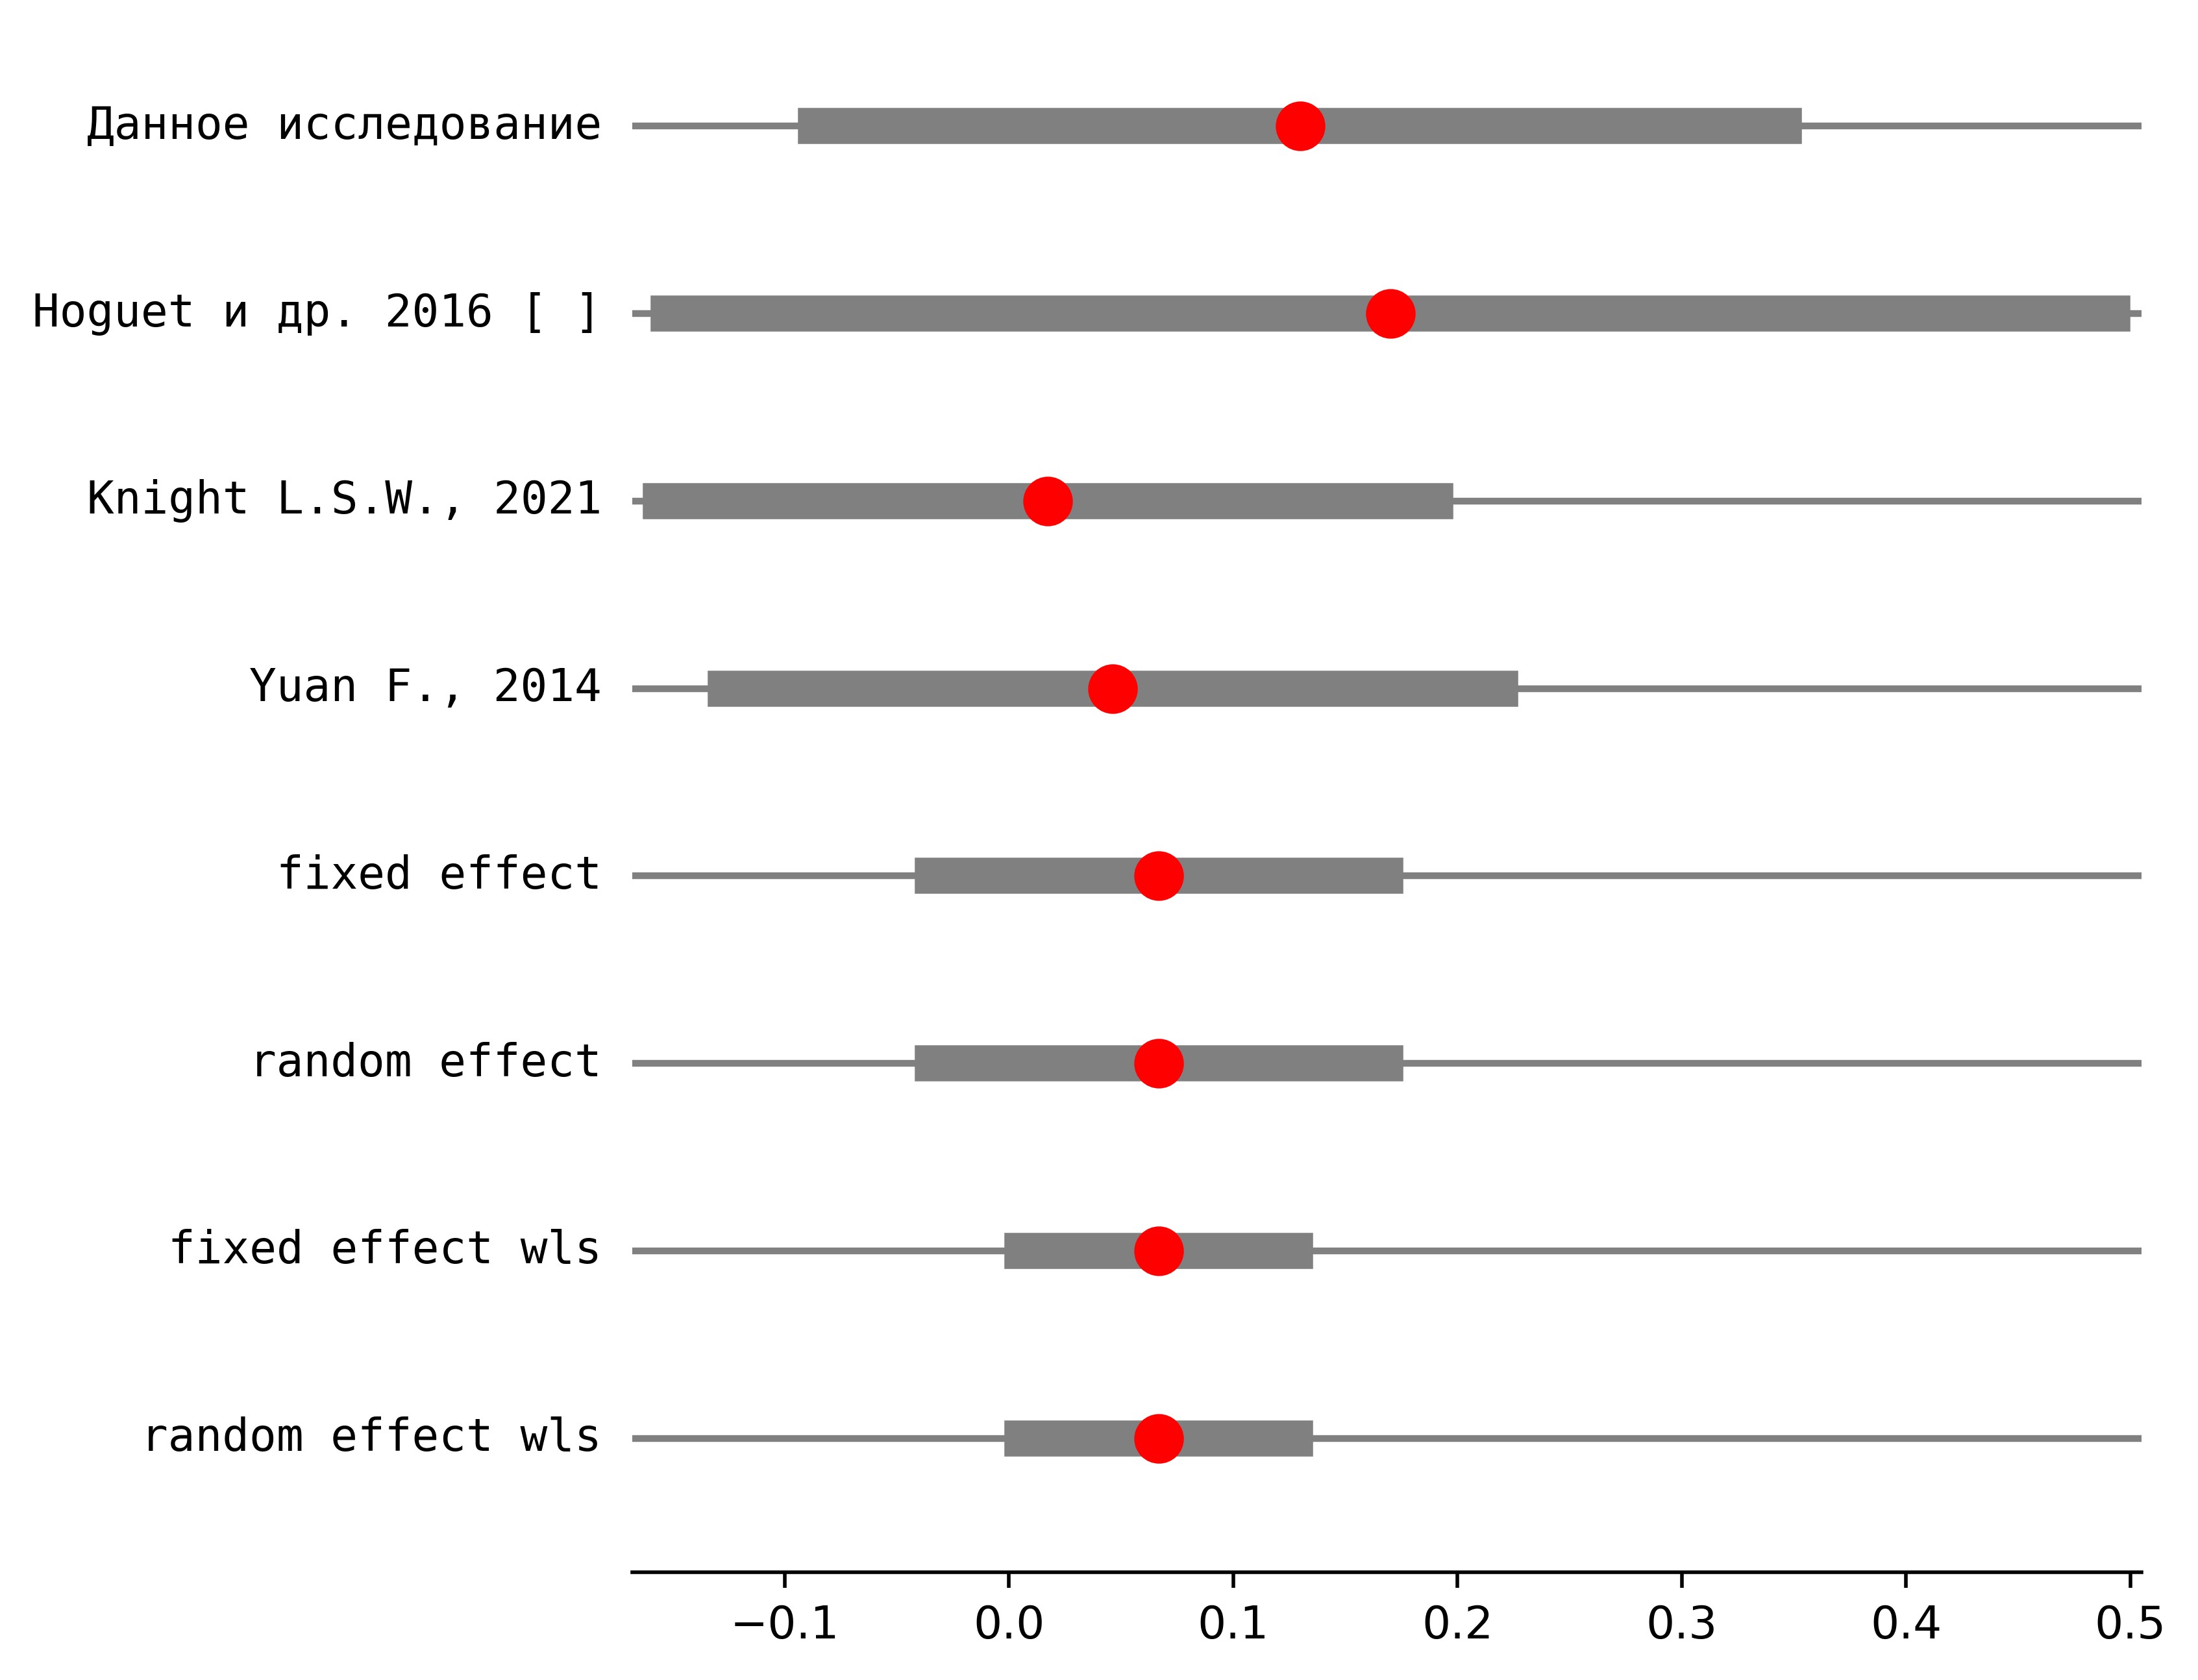 Данное исследование
Hoguet и др. 2016 [ ]
Knight L.S.W., 2021
Yuan F., 2014
fixed effect
random effect
fixed effect wls
random effect wls
−0.1 0.0 0.1 0.2 0.3 0.4 0.5